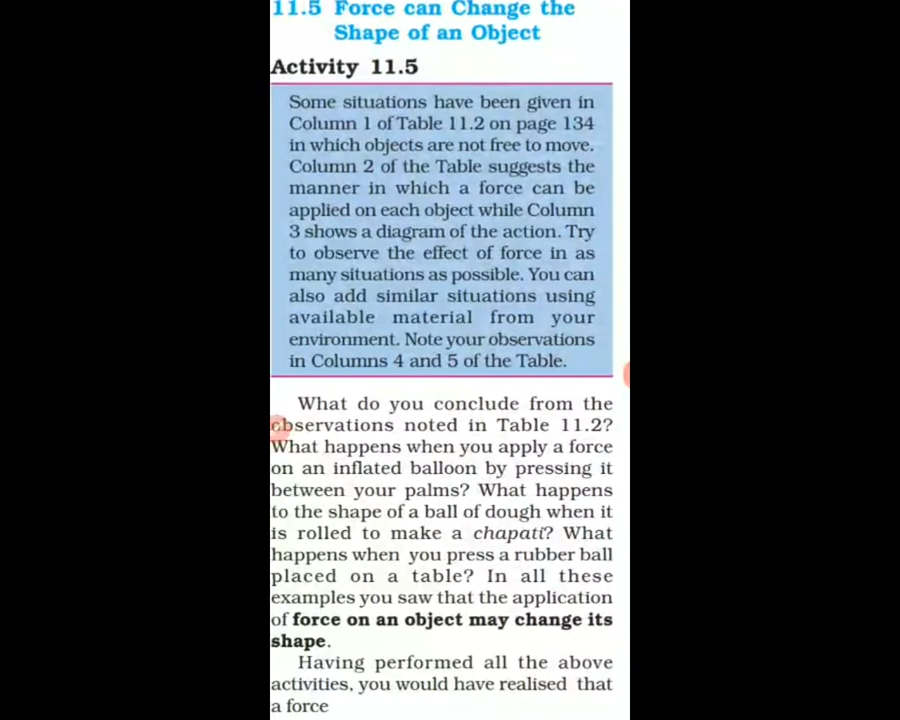 11.5 Force can Change the
Shape of an Object
Activity 11.5
Some situations have been given in
Column 1 of Table 11.2 on page 134
in which objects are not free to move.
Column 2 of the Table suggests the
manner in which a force can be
applied on each object while Column
3 shows a diagram of the action. Try
to observe the effect of force in as
many situations as possible. You can
also add similar situations using
available material from your
environment. Note your observations
in Columns 4 and 5 of the Table.
What do you conclude from the
observations noted in Table 11.2?
What happens when you apply a force
on an inflated balloon by pressing it
between your palms? What happens
to the shape of a ball of dough when it
is rolled to make a chapati? What
happens when you press a rubber ball
placed on a table? In all these
examples you saw that the application
of force on an object may change its
shape.
Having performed all the above
activities, you would have realised that
a force